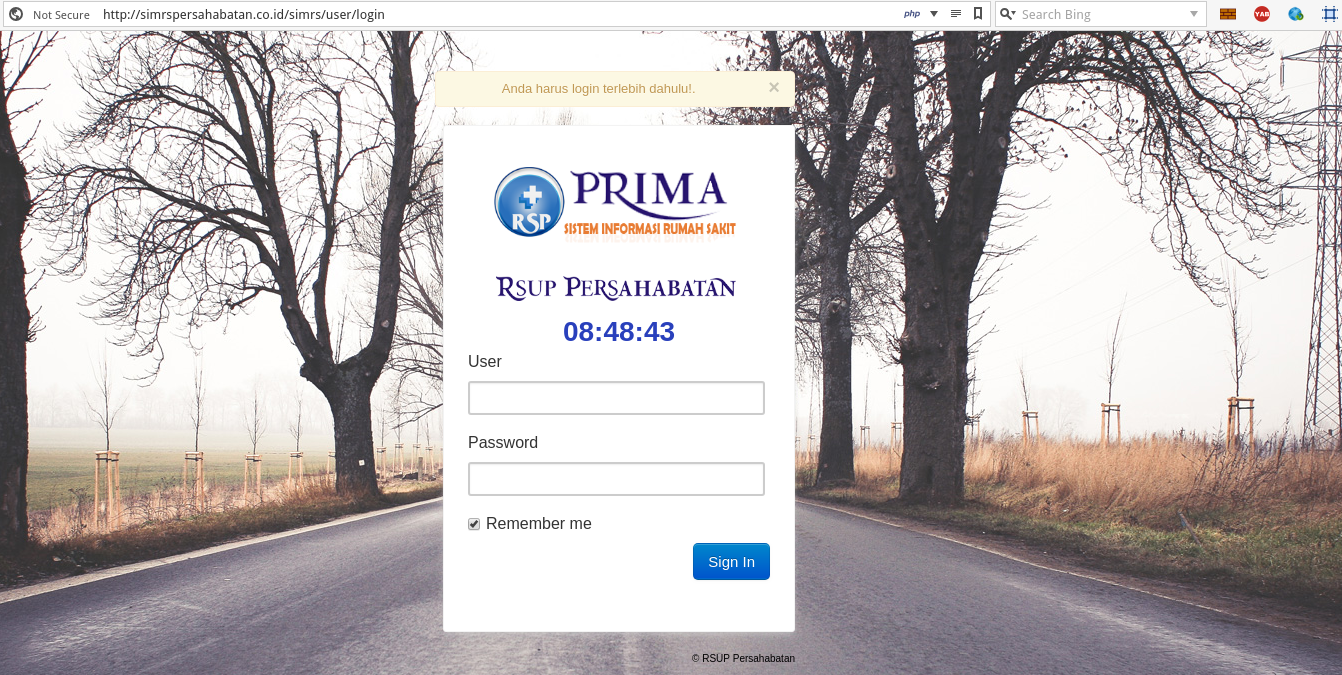 Not Secure http://simrspersahabatan.co.id/simrs/user/login php Search Bing YAB
Anda harus login terlebih dahulu!. ×
RSP PRIMA
SISTEM INFORMASI RUMAH SAKIT
RSUP PERSAHABATAN
08:48:43
User
Password
Remember me
Sign In
© RSUP Persahabatan